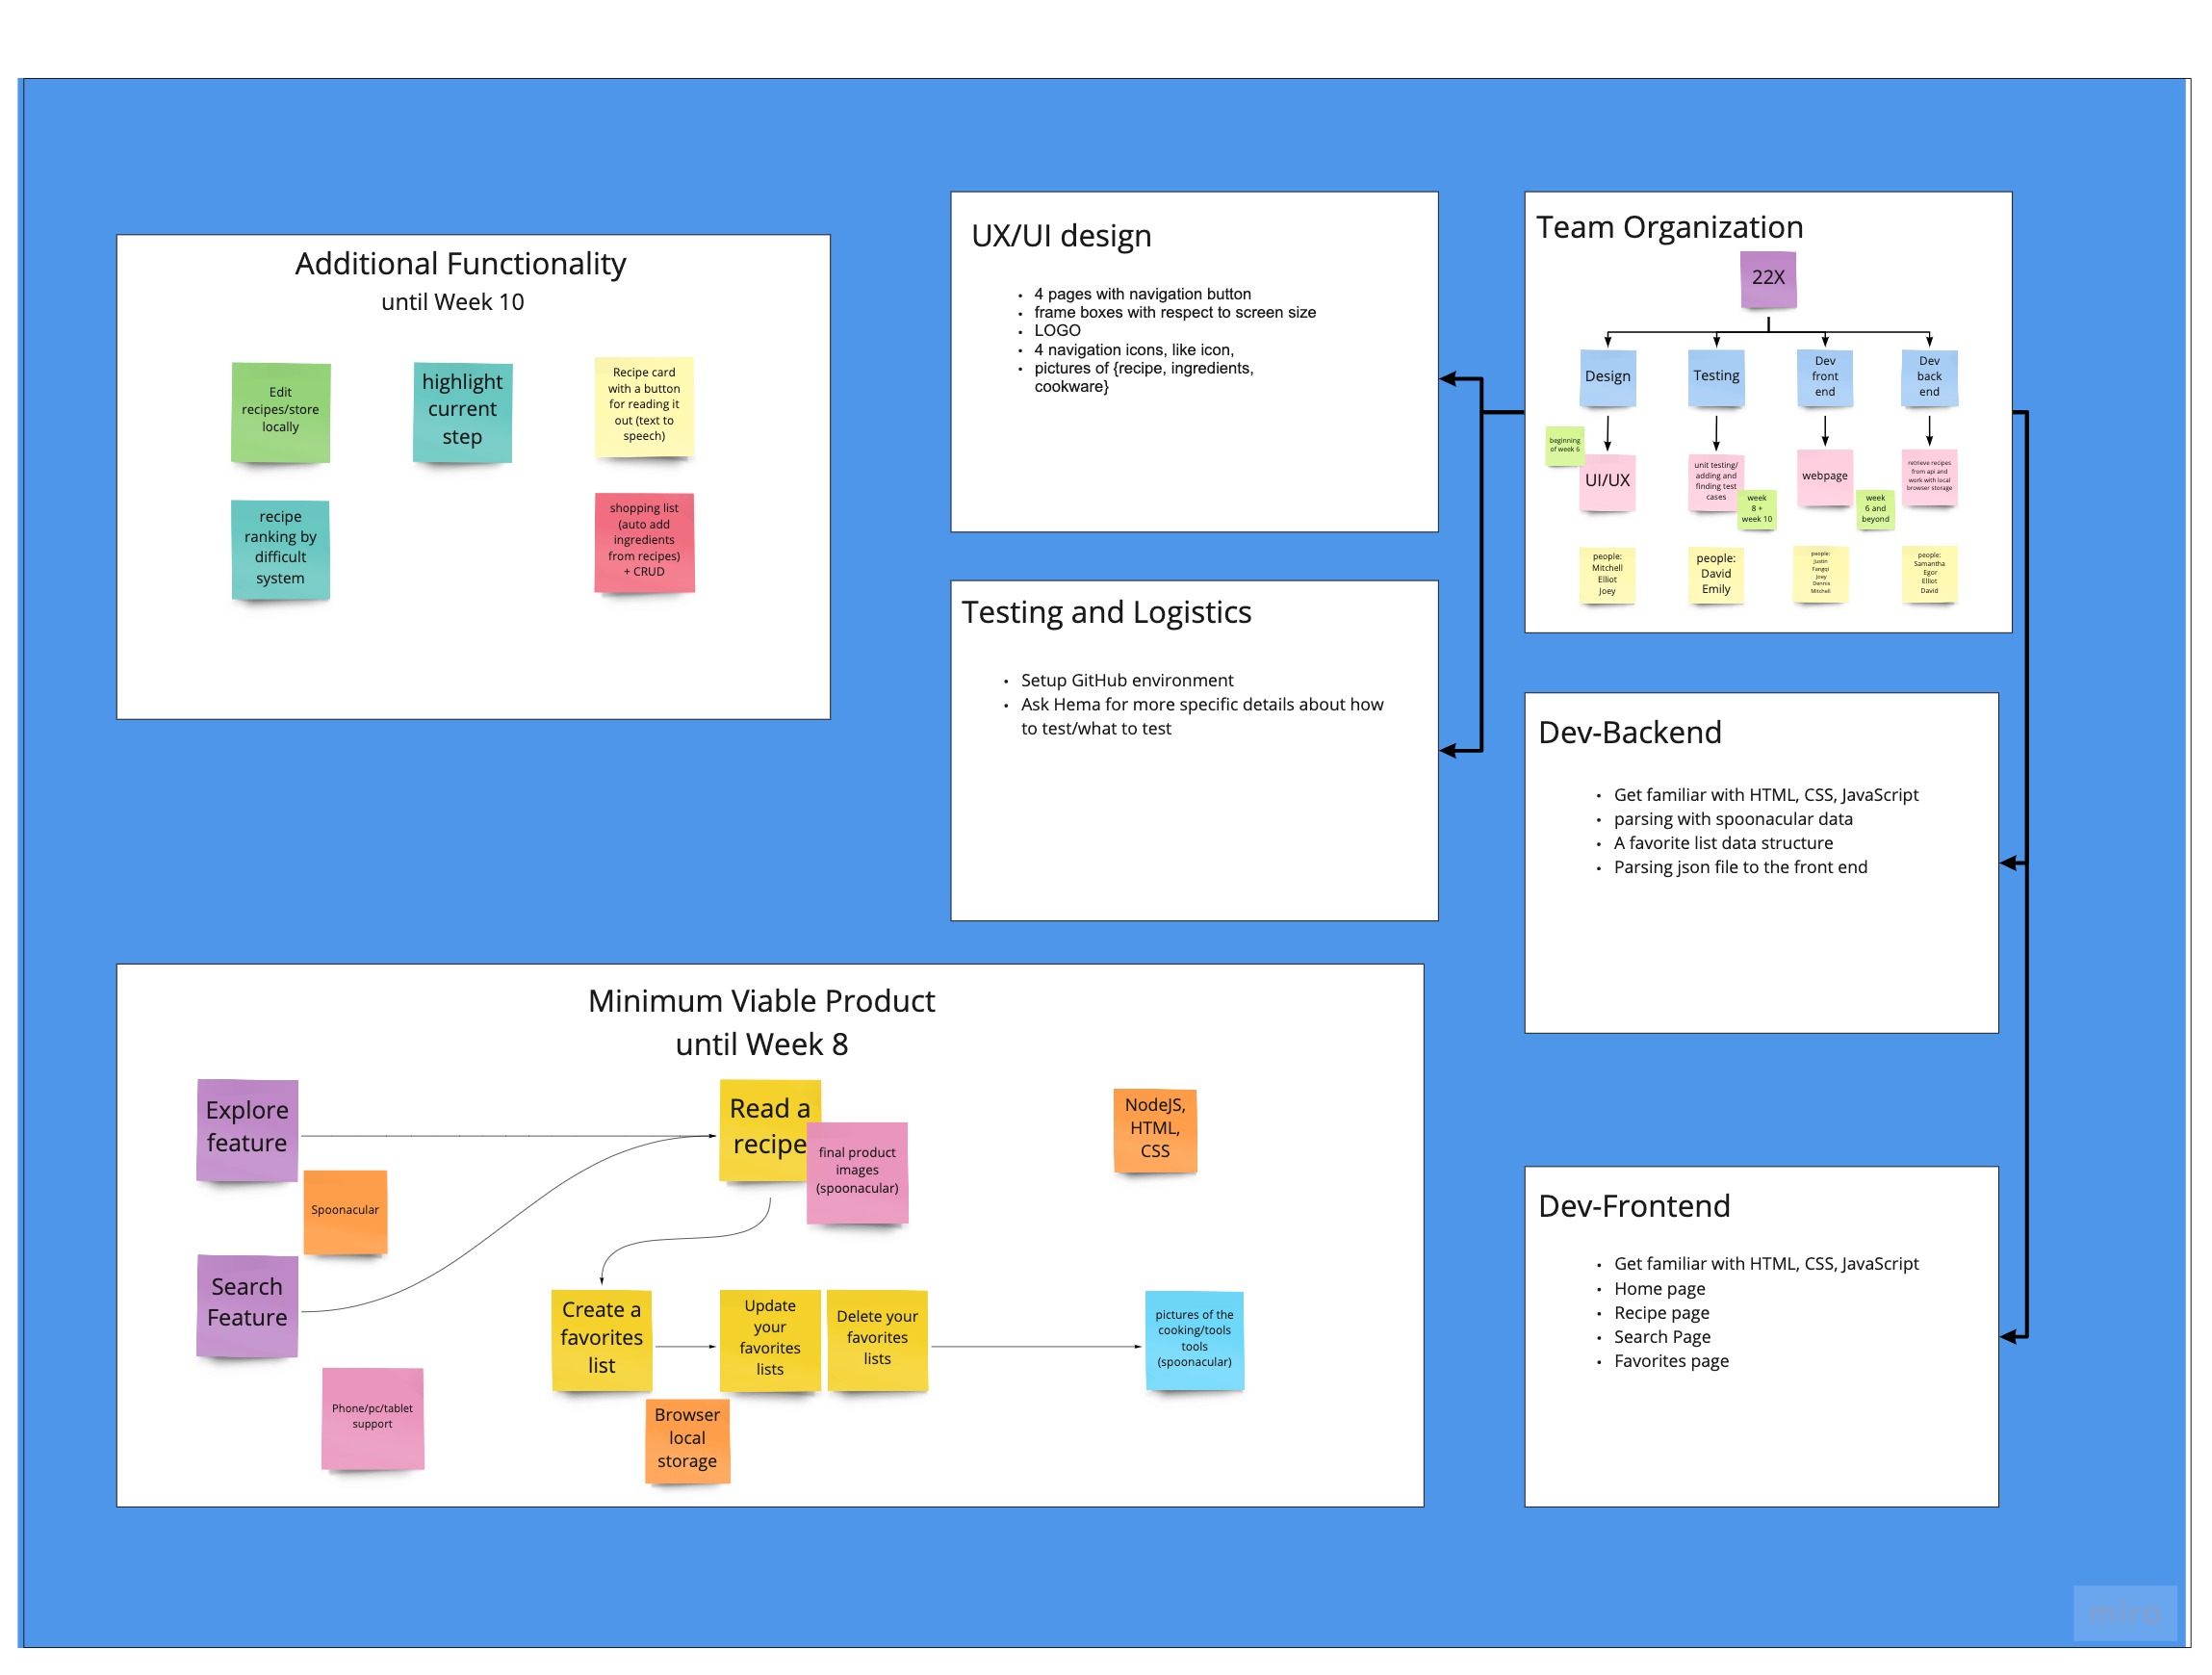 Additional Functionality
until Week 10
Edit
recipes/store
locally
highlight
current
step
Recipe card
with a button
for reading it
out (text to
speech)
recipe
ranking by
difficult
system
shopping list
(auto add
ingredients
from recipes)
+ CRUD
UX/UI design
• 4 pages with navigation button
• frame boxes with respect to screen size
• LOGO
• 4 navigation icons, like icon,
• pictures of {recipe, ingredients,
cookware}
Testing and Logistics
• Setup GitHub environment
• Ask Hema for more specific details about how
to test/what to test
Team Organization
22X
Design
Testing
Dev
front
end
Dev
back
end
beginning
of week 6
UI/UX
unit testing/
adding and
finding test
cases
week
8 +
week 10
webpage
week
6 and
beyond
retrieve recipes
from api and
work with local
browser storage
people:
Mitchell
Elliot
Joey
people:
David
Emily
people:
Justin
Fangqi
Joey
Dennis
Mitchell
people:
Samantha
Egor
Elliot
David
Dev-Backend
• Get familiar with HTML, CSS, JavaScript
• parsing with spoonacular data
• A favorite list data structure
• Parsing json file to the front end
Dev-Frontend
• Get familiar with HTML, CSS, JavaScript
• Home page
• Recipe page
• Search Page
• Favorites page
Minimum Viable Product
until Week 8
Explore
feature
Spoonacular
Search
Feature
Phone/pc/tablet
support
Read a
recipe
final product
images
(spoonacular)
NodeJS,
HTML,
CSS
Create a
favorites
list
Update
your
favorites
lists
Delete your
favorites
lists
Browser
local
storage
pictures of the
cooking/tools
tools
(spoonacular)
miro